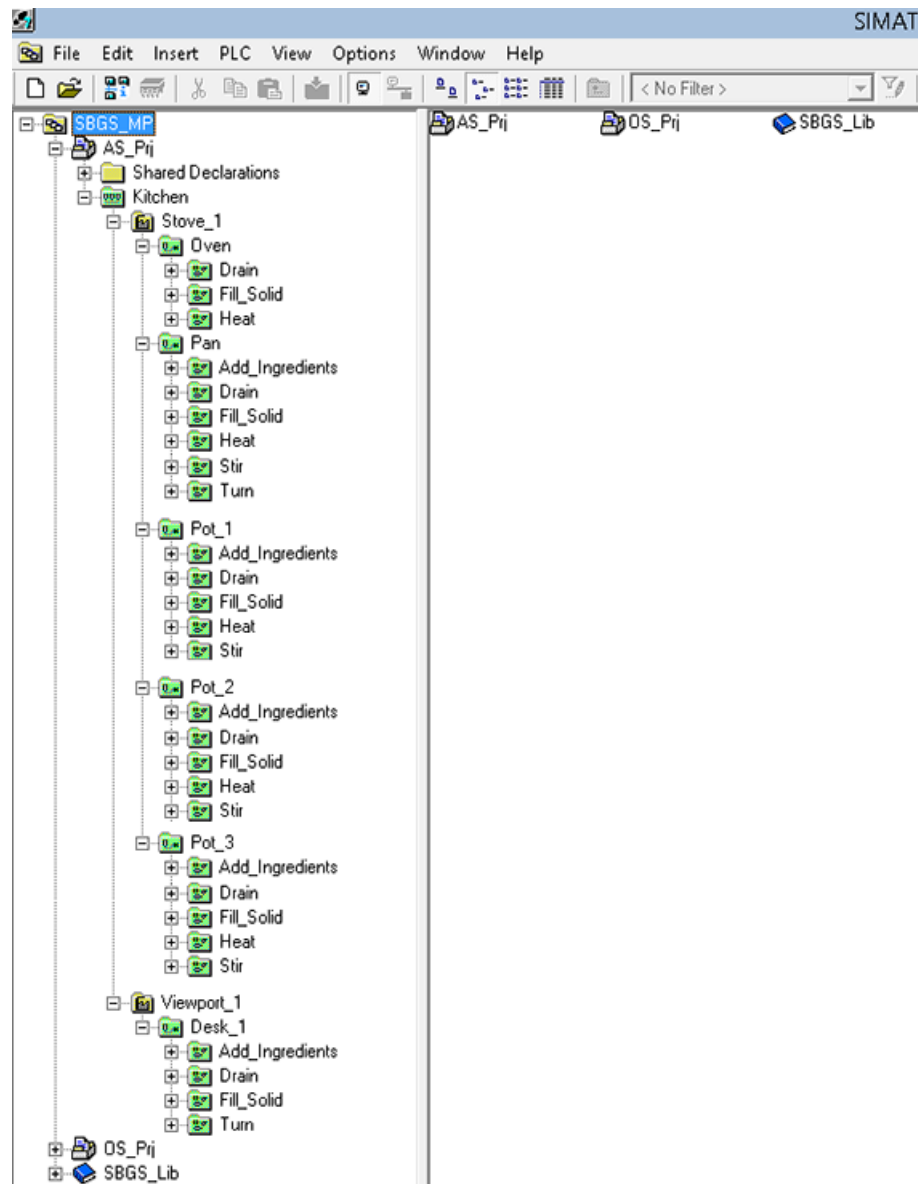 SIMAT
File Edit Insert PLC View Options Window Help
< No Filter >
SBGS_MP
AS_Prj
Shared Declarations
Kitchen
Stove_1
Oven
Drain
Fill_Solid
Heat
Pan
Add_Ingredients
Drain
Fill_Solid
Heat
Stir
Turn
Pot_1
Add_Ingredients
Drain
Fill_Solid
Heat
Stir
Pot_2
Add_Ingredients
Drain
Fill_Solid
Heat
Stir
Pot_3
Add_Ingredients
Drain
Fill_Solid
Heat
Stir
Viewport_1
Desk_1
Add_Ingredients
Drain
Fill_Solid
Turn
OS_Prj
SBGS_Lib
AS_Prj OS_Prj SBGS_Lib